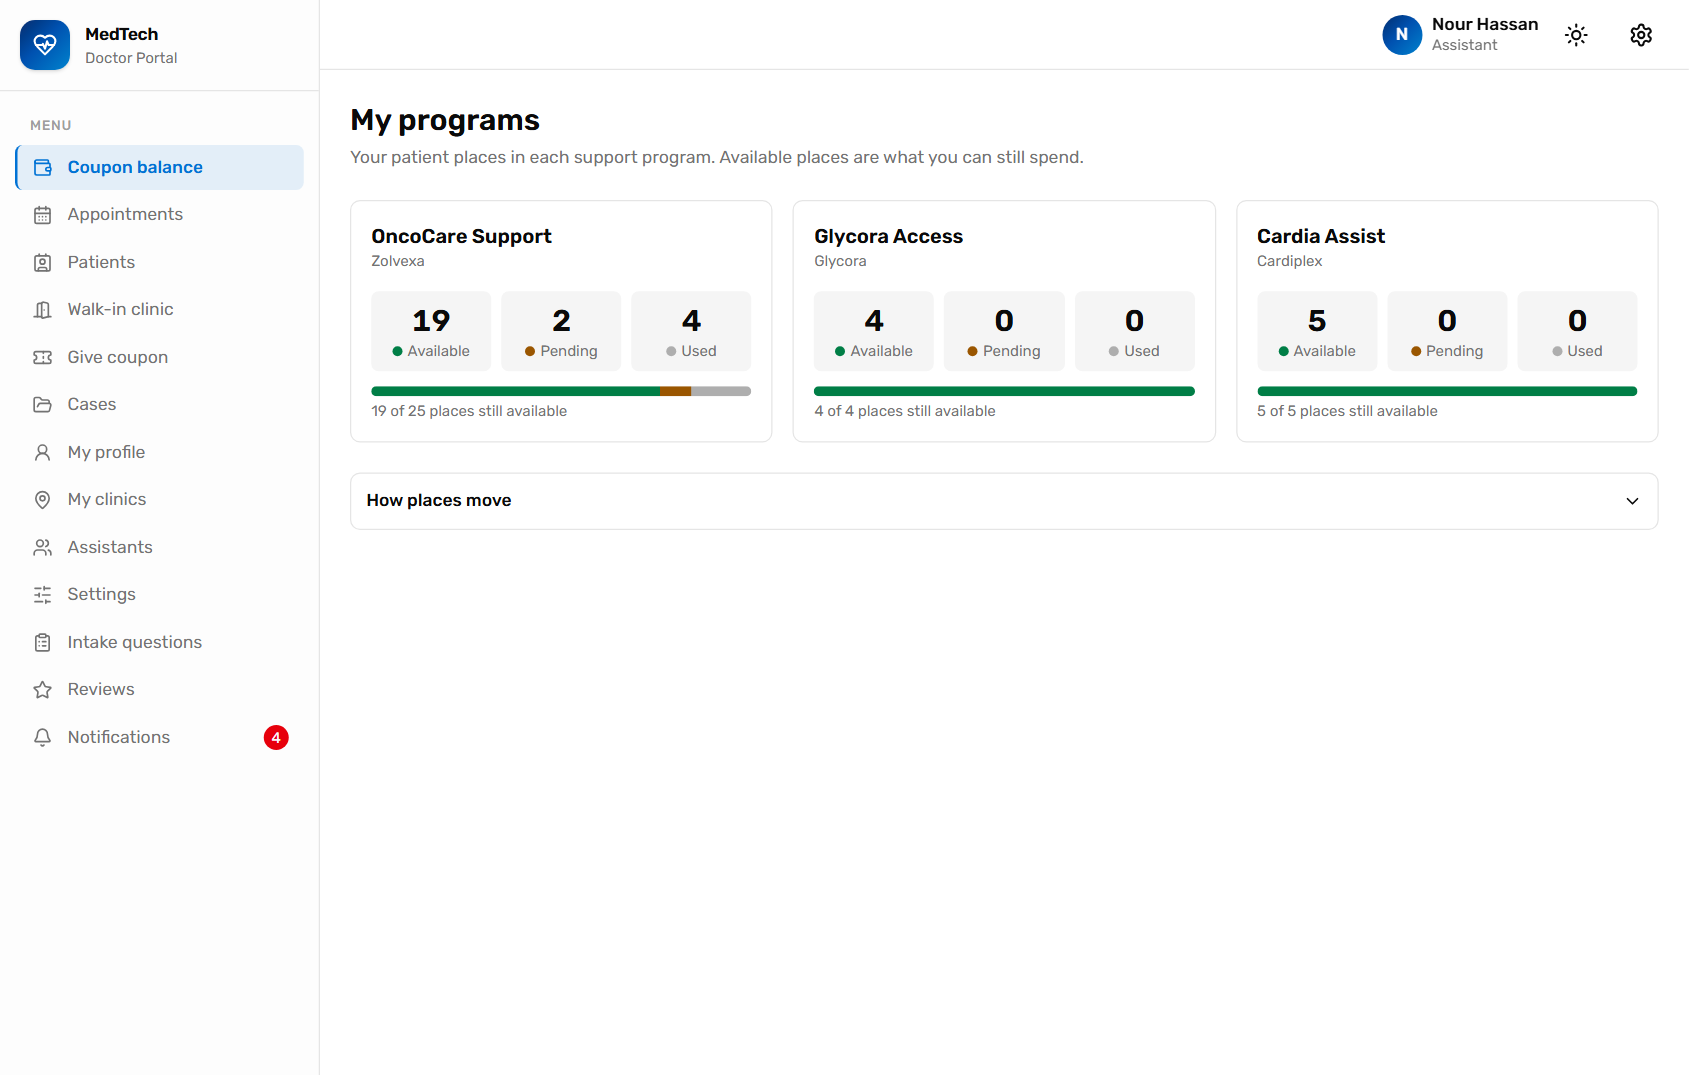 MedTech
Doctor Portal
MENU
Coupon balance
Appointments
Patients
Walk-in clinic
Give coupon
Cases
My profile
My clinics
Assistants
Settings
Intake questions
Reviews
Notifications 4
N
Nour Hassan
Assistant
My programs
Your patient places in each support program. Available places are what you can still spend.
OncoCare Support
Zolvexa
19 2 4
Available Pending Used
19 of 25 places still available
Glycora Access
Glycora
4 0 0
Available Pending Used
4 of 4 places still available
Cardia Assist
Cardiplex
5 0 0
Available Pending Used
5 of 5 places still available
How places move